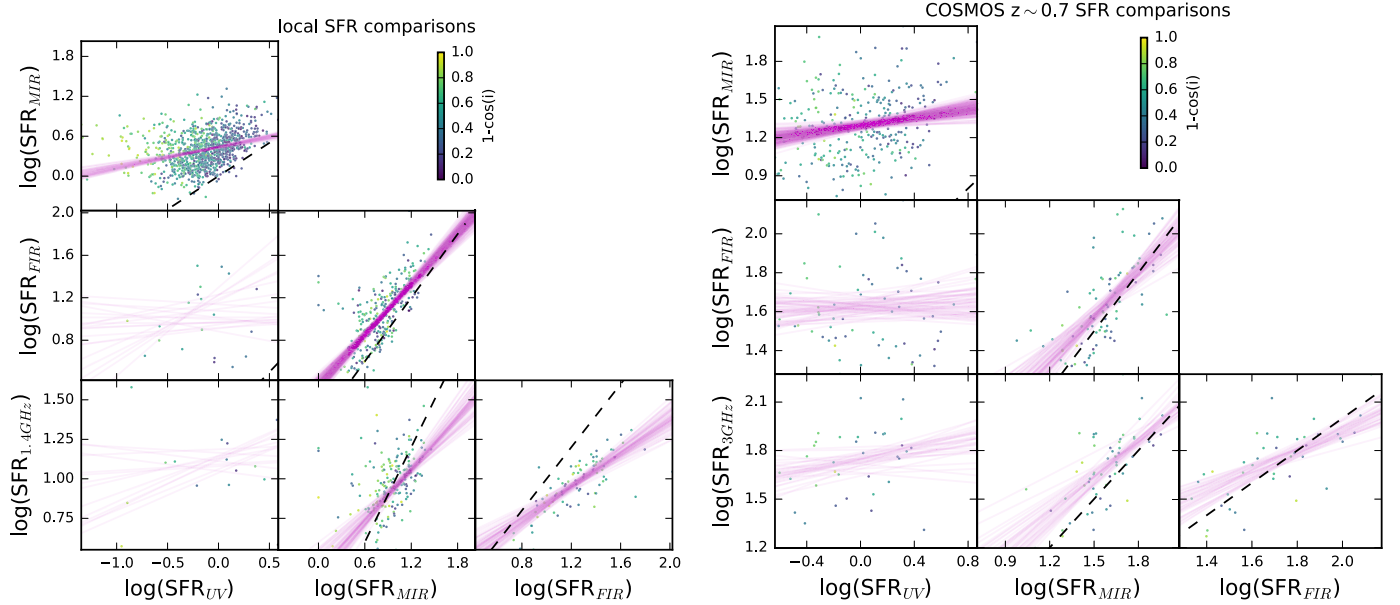 local SFR comparisons
1.8
1.2
0.6
0.0
log(SFR_MIR)
1.0
0.8
0.6
0.4
0.2
0.0
1-cos(i)
2.0
1.6
1.2
0.8
log(SFR_FIR)
0.0 0.6 1.2 1.8
1.50
1.25
1.00
0.75
log(SFR_1.4GHz)
−1.0 −0.5 0.0 0.5
0.0 0.6 1.2 1.8
0.8 1.2 1.6 2.0
log(SFR_UV) log(SFR_MIR) log(SFR_FIR)
COSMOS z∼0.7 SFR comparisons
1.8
1.5
1.2
0.9
log(SFR_MIR)
1.0
0.8
0.6
0.4
0.2
0.0
1-cos(i)
2.0
1.8
1.6
1.4
log(SFR_FIR)
2.1
1.8
1.5
1.2
log(SFR_3GHz)
−0.4 0.0 0.4 0.8
0.9 1.2 1.5 1.8
1.4 1.6 1.8 2.0
log(SFR_UV) log(SFR_MIR) log(SFR_FIR)